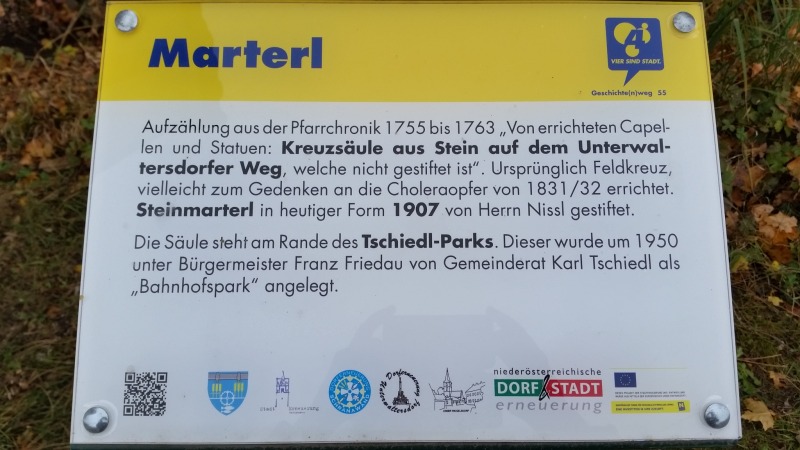 Marterl
4
VIER SIND STADT.
Geschichte(n)weg 55
Aufzählung aus der Pfarrchronik 1755 bis 1763 „Von errichteten Capel-
len und Statuen: Kreuzsäule aus Stein auf dem Unterwal-
tersdorfer Weg, welche nicht gestiftet ist“. Ursprünglich Feldkreuz,
vielleicht zum Gedenken an die Choleraopfer von 1831/32 errichtet.
Steinmarterl in heutiger Form 1907 von Herrn Nissl gestiftet.
Die Säule steht am Rande des Tschiedl-Parks. Dieser wurde um 1950
unter Bürgermeister Franz Friedau von Gemeinderat Karl Tschiedl als
„Bahnhofspark“ angelegt.
niederösterreichische
DORF & STADT
erneuerung